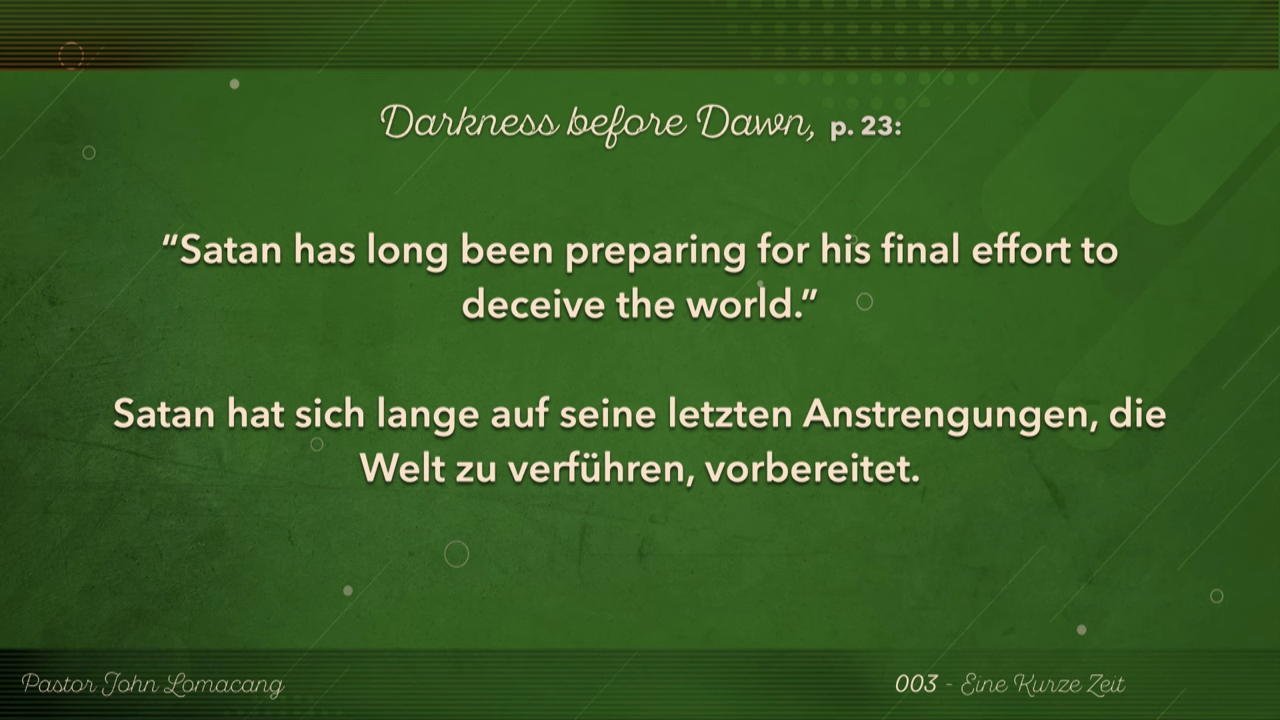 Darkness before Dawn, p. 23:
“Satan has long been preparing for his final effort to
deceive the world.”
Satan hat sich lange auf seine letzten Anstrengungen, die
Welt zu verführen, vorbereitet.
Pastor John Lomacang
003 - Eine Kurze Zeit